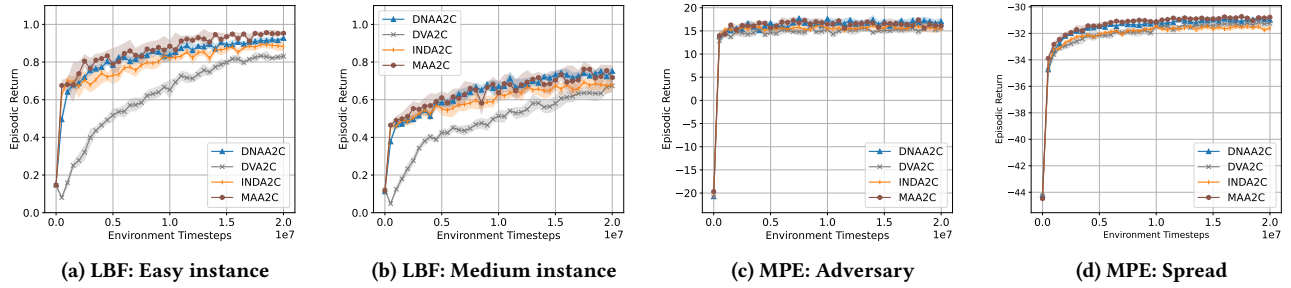 1.0
0.8
0.6
0.4
0.2
0.0
Episodic Return
DNAA2C
DVA2C
INDA2C
MAA2C
0.0 0.5 1.0 1.5 2.0
1e7
Environment Timesteps
(a) LBF: Easy instance
1.0
0.8
0.6
0.4
0.2
0.0
Episodic Return
DNAA2C
DVA2C
INDA2C
MAA2C
0.0 0.5 1.0 1.5 2.0
1e7
Environment Timesteps
(b) LBF: Medium instance
20
15
10
5
0
−5
−10
−15
−20
Episodic Return
DNAA2C
DVA2C
INDA2C
MAA2C
0.0 0.5 1.0 1.5 2.0
1e7
Environment Timesteps
(c) MPE: Adversary
−30
−32
−34
−36
−38
−40
−42
−44
Episodic Return
DNAA2C
DVA2C
INDA2C
MAA2C
0.0 0.5 1.0 1.5 2.0
1e7
Environment Timesteps
(d) MPE: Spread